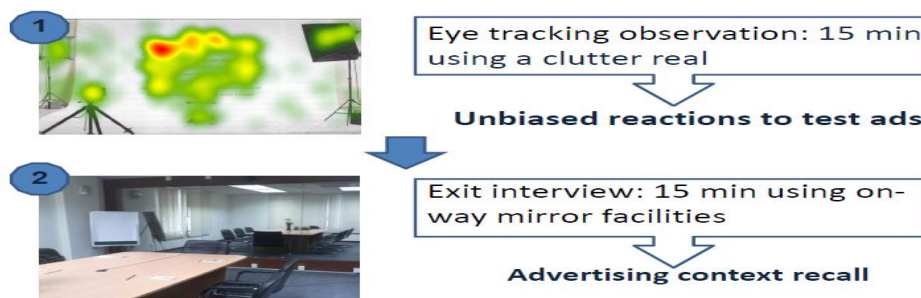 1
Eye tracking observation: 15 min
using a clutter real
Unbiased reactions to test ads
2
Exit interview: 15 min using on-
way mirror facilities
Advertising context recall